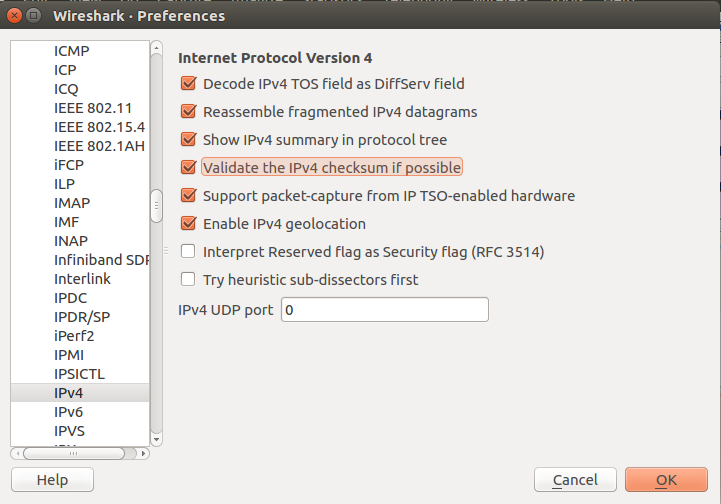 Wireshark · Preferences
ICMP
ICP
ICQ
IEEE 802.11
IEEE 802.15.4
IEEE 802.1AH
iFCP
ILP
IMAP
IMF
INAP
Infiniband SDP
Interlink
IPDC
IPDR/SP
iPerf2
IPMI
IPSICTL
IPv4
IPv6
IPVS
Internet Protocol Version 4
Decode IPv4 TOS field as DiffServ field
Reassemble fragmented IPv4 datagrams
Show IPv4 summary in protocol tree
Validate the IPv4 checksum if possible
Support packet-capture from IP TSO-enabled hardware
Enable IPv4 geolocation
Interpret Reserved flag as Security flag (RFC 3514)
Try heuristic sub-dissectors first
IPv4 UDP port 0
Help
Cancel
OK